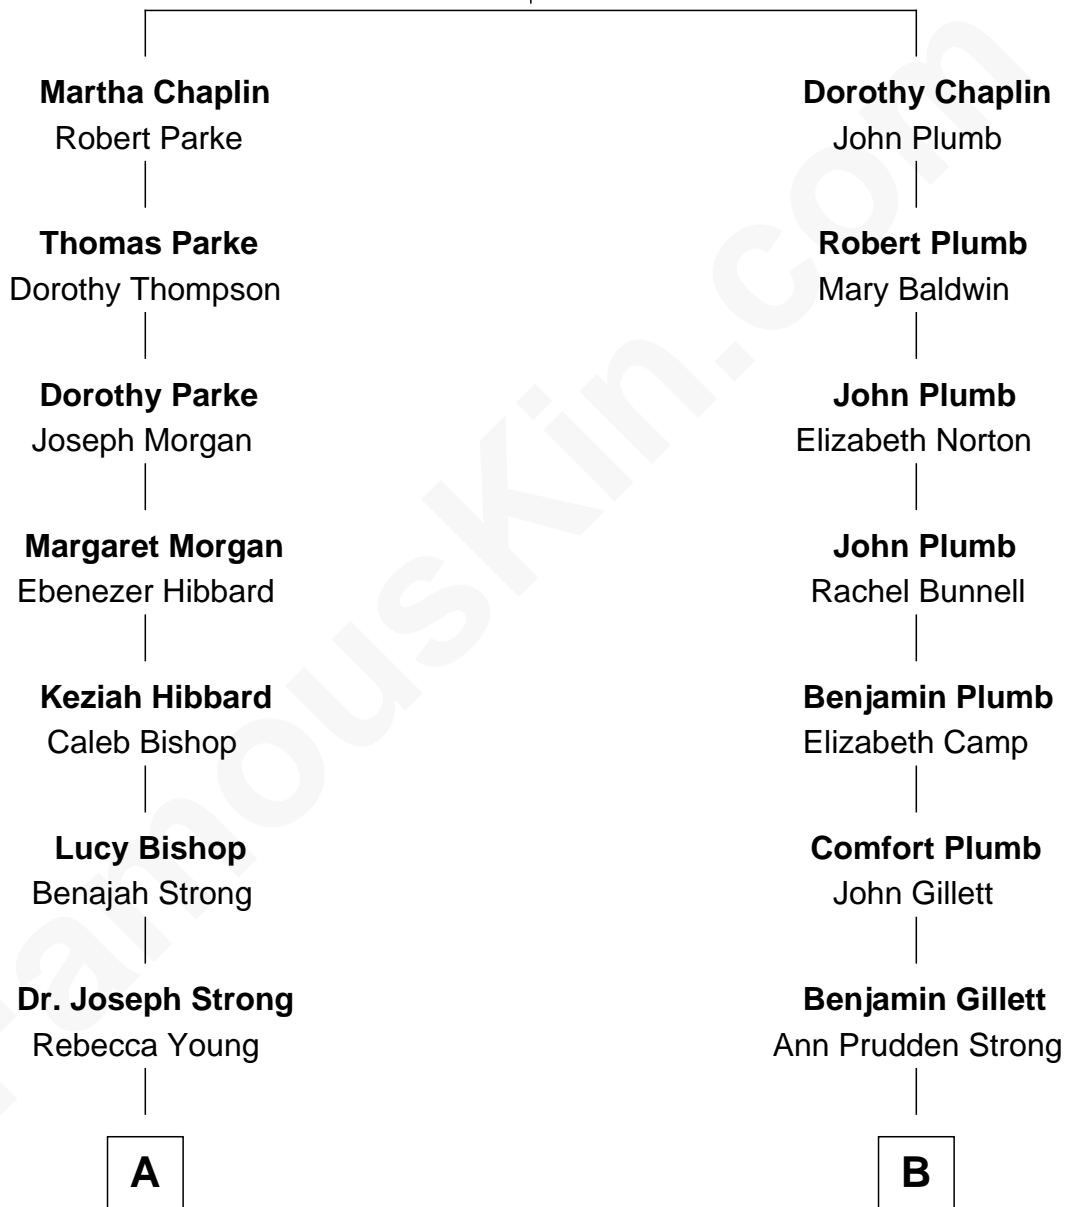 Martha Chaplin
Robert Parke
Thomas Parke
Dorothy Thompson
Dorothy Parke
Joseph Morgan
Margaret Morgan
Ebenezer Hibbard
Keziah Hibbard
Caleb Bishop
Lucy Bishop
Benajah Strong
Dr. Joseph Strong
Rebecca Young
A
Dorothy Chaplin
John Plumb
Robert Plumb
Mary Baldwin
John Plumb
Elizabeth Norton
John Plumb
Rachel Bunnell
Benjamin Plumb
Elizabeth Camp
Comfort Plumb
John Gillett
Benjamin Gillett
Ann Prudden Strong
B
FamousKin.com